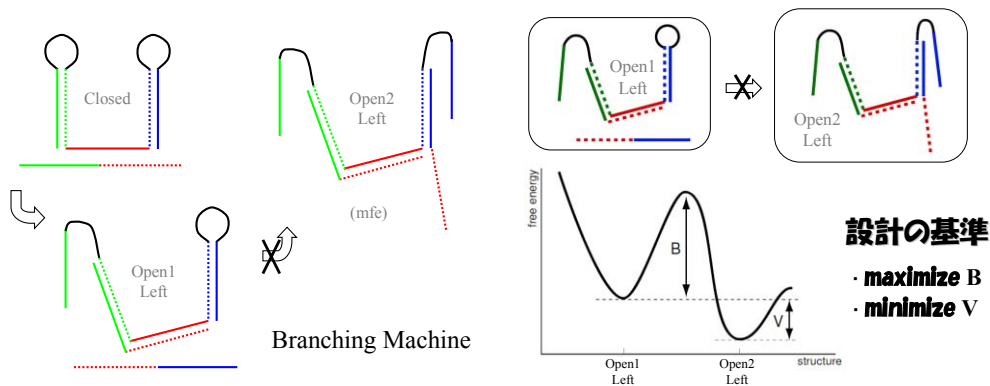 Closed
Open2
Left
(mfe)
Open1
Left
Branching Machine
Open1
Left
Open2
Left
free energy
B
V
Open1
Left
Open2
Left
structure
設計の基準
· maximize B
· minimize V